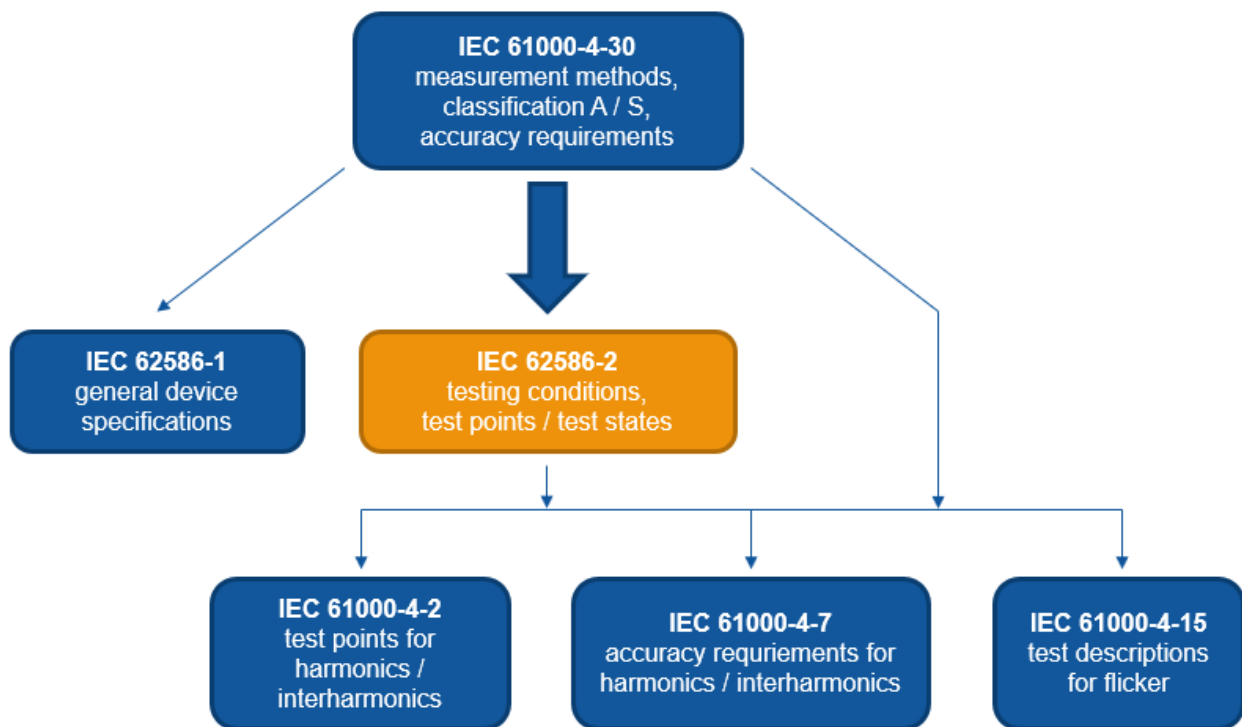 IEC 61000-4-30
measurement methods,
classification A / S,
accuracy requirements
IEC 62586-1
general device
specifications
IEC 62586-2
testing conditions,
test points / test states
IEC 61000-4-2
test points for
harmonics /
interharmonics
IEC 61000-4-7
accuracy requriements for
harmonics / interharmonics
IEC 61000-4-15
test descriptions
for flicker